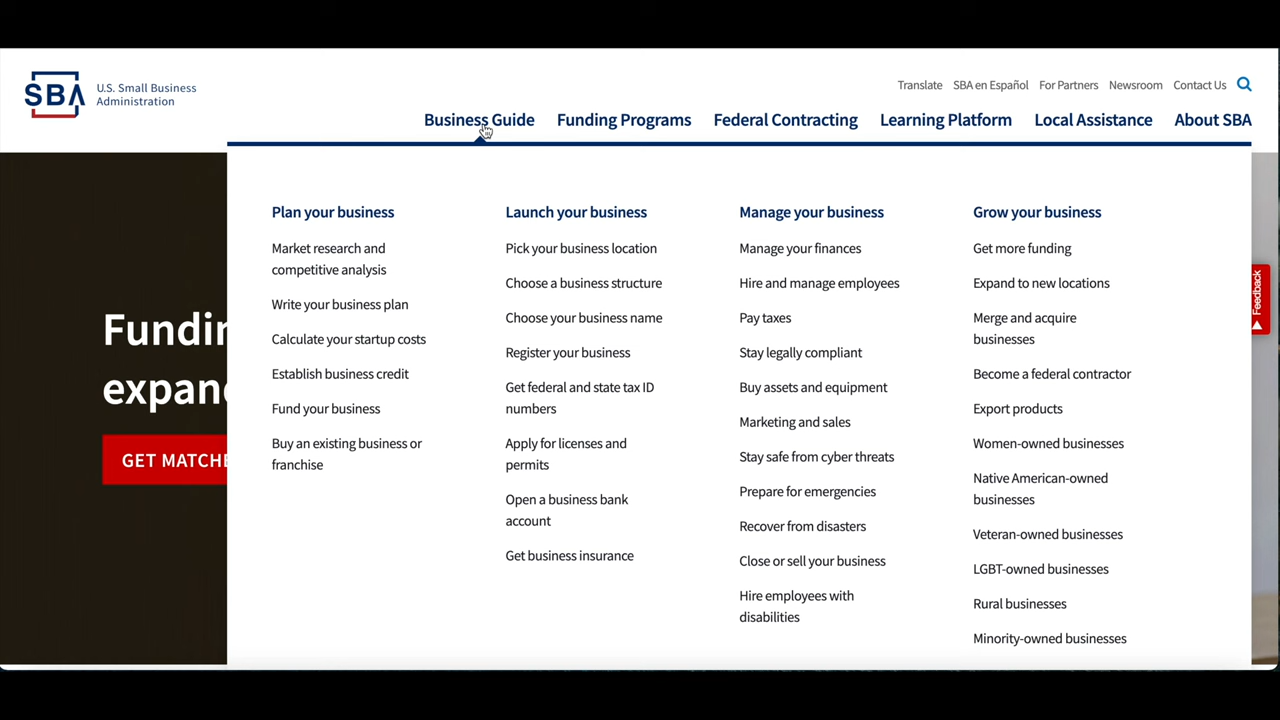 SBA
U.S. Small Business
Administration
Translate SBA en Español For Partners Newsroom Contact Us
Business Guide Funding Programs Federal Contracting Learning Platform Local Assistance About SBA
Plan your business
Market research and
competitive analysis
Write your business plan
Calculate your startup costs
Establish business credit
Fund your business
Buy an existing business or
franchise
Launch your business
Pick your business location
Choose a business structure
Choose your business name
Register your business
Get federal and state tax ID
numbers
Apply for licenses and
permits
Open a business bank
account
Get business insurance
Manage your business
Manage your finances
Hire and manage employees
Pay taxes
Stay legally compliant
Buy assets and equipment
Marketing and sales
Stay safe from cyber threats
Prepare for emergencies
Recover from disasters
Close or sell your business
Hire employees with
disabilities
Grow your business
Get more funding
Expand to new locations
Merge and acquire
businesses
Become a federal contractor
Export products
Women-owned businesses
Native American-owned
businesses
Veteran-owned businesses
LGBT-owned businesses
Rural businesses
Minority-owned businesses
Fundin
expand
GET MATCHE
Feedback